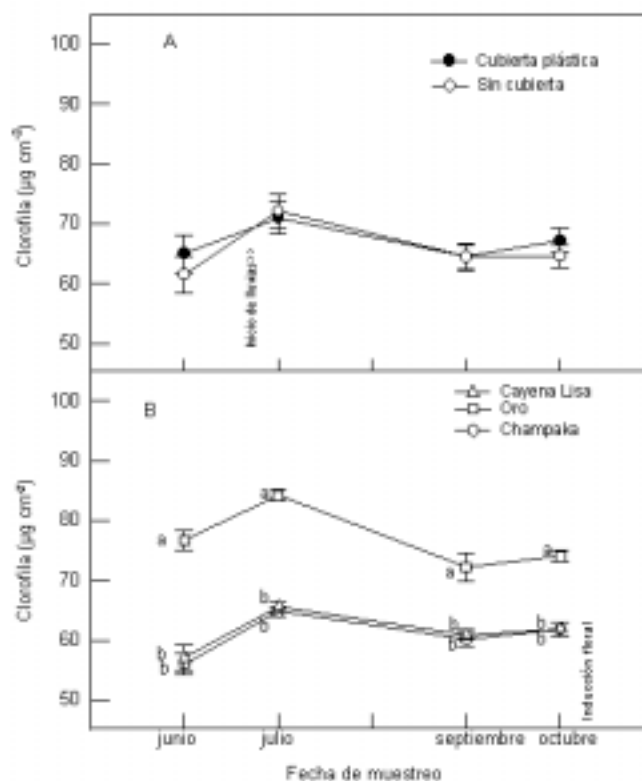 A
Cubierta plástica
Sin cubierta
100
90
80
70
60
50
Clorofila (µg cm⁻²)
Inicio de lluvias>>
B
Cayena Lisa
Oro
Champaka
100
90
80
70
60
50
Clorofila (µg cm⁻²)
a
a
a
a
b
b
b
b
b
b
b
b
Inducción floral
junio
julio
septiembre
octubre
Fecha de muestreo